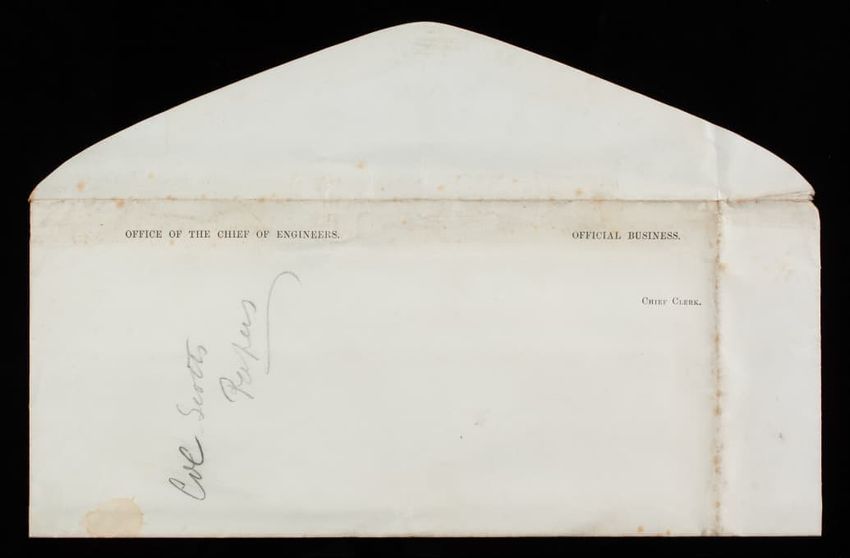 OFFICE OF THE CHIEF OF ENGINEERS.
OFFICIAL BUSINESS.
CHIEF CLERK.
Col Scotts
Papers